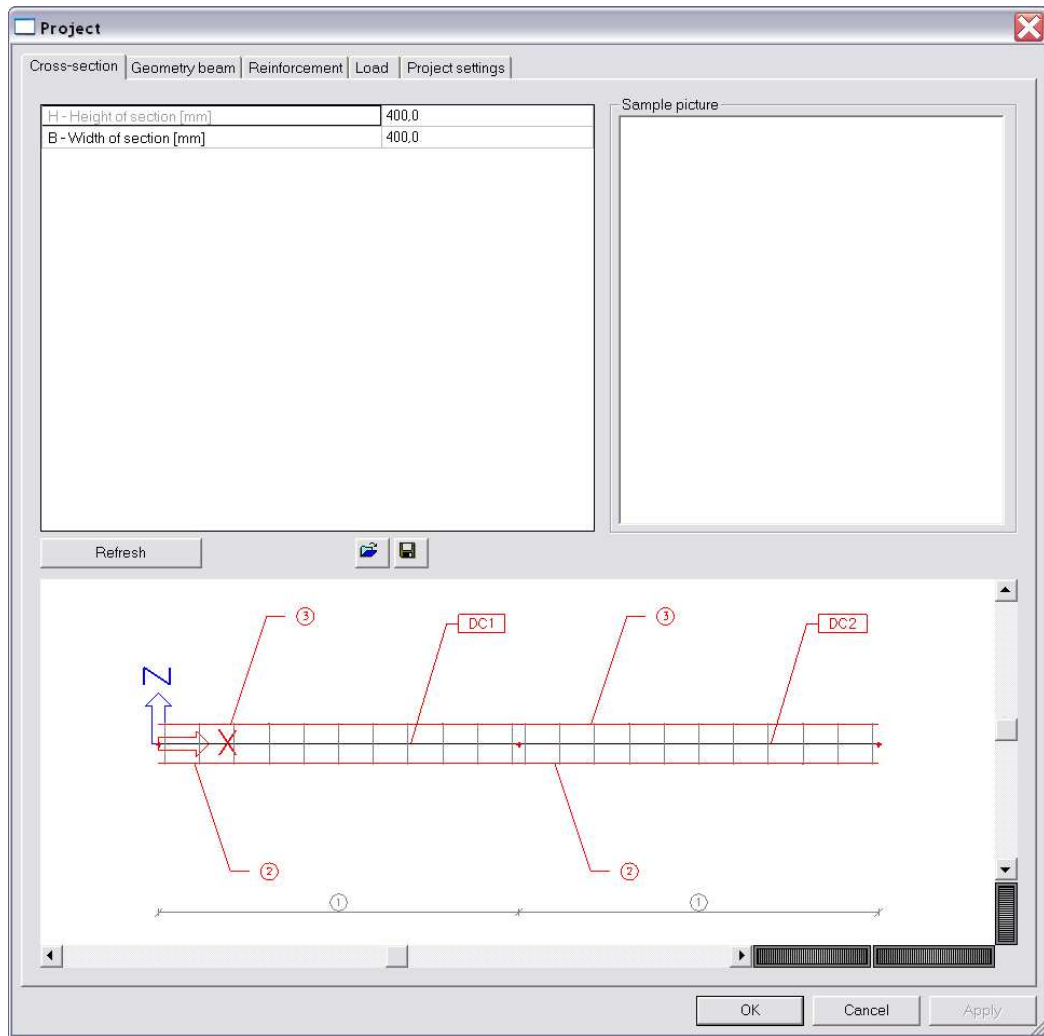 Project
Cross-section Geometry beam Reinforcement Load Project settings
H - Height of section [mm] 400,0
B - Width of section [mm] 400,0
Sample picture
Refresh
3 DC1 3 DC2
Z
X
2 2
1 1
OK Cancel Apply